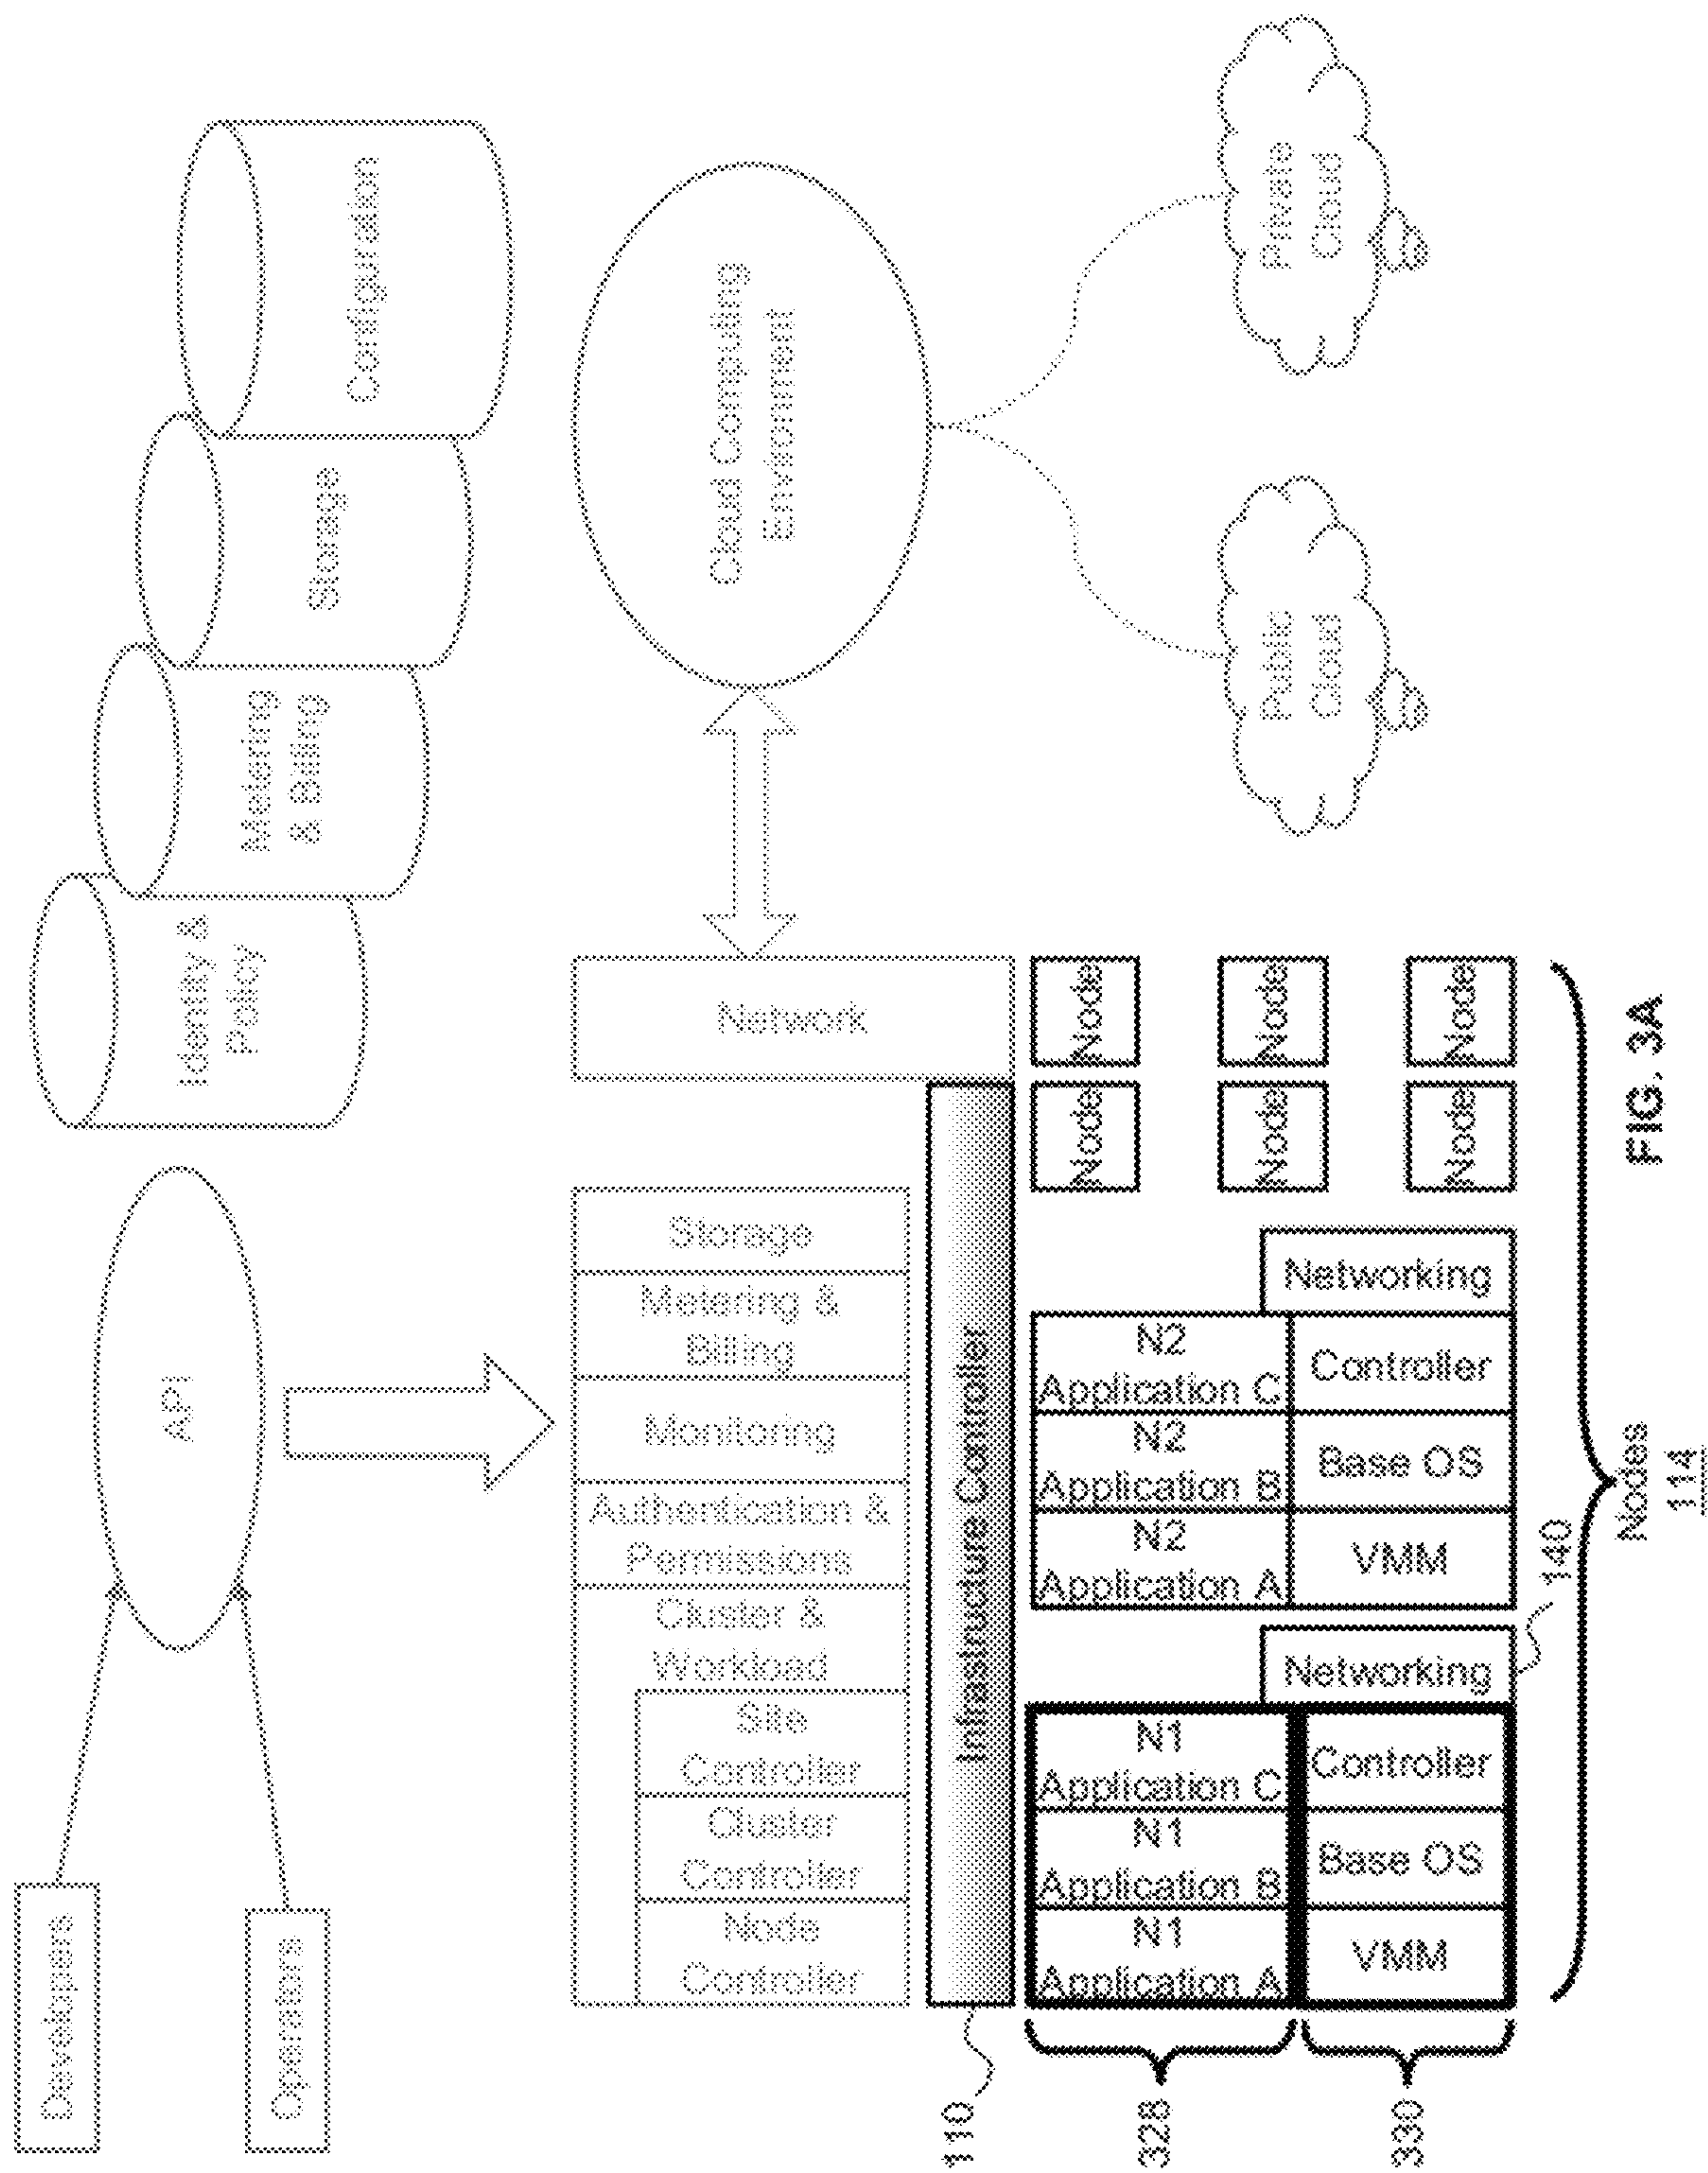 Developers
Operators
API
Identity &
Policy
Metering
& Billing
Storage
Configuration
Node
Controller
Cluster
Controller
Site
Controller
Cluster &
Workload
Authentication &
Permissions
Monitoring
Metering &
Billing
Storage
Network
Cloud Computing
Environment
110
Infrastructure Controller
Public
Cloud
Private
Cloud
328
N1
Application A
N1
Application B
N1
Application C
N2
Application A
N2
Application B
N2
Application C
330
VMM
Base OS
Controller
Networking
VMM
Base OS
Controller
Networking
Node
Node
Node
Node
Node
Node
140
Nodes
114
FIG. 3A